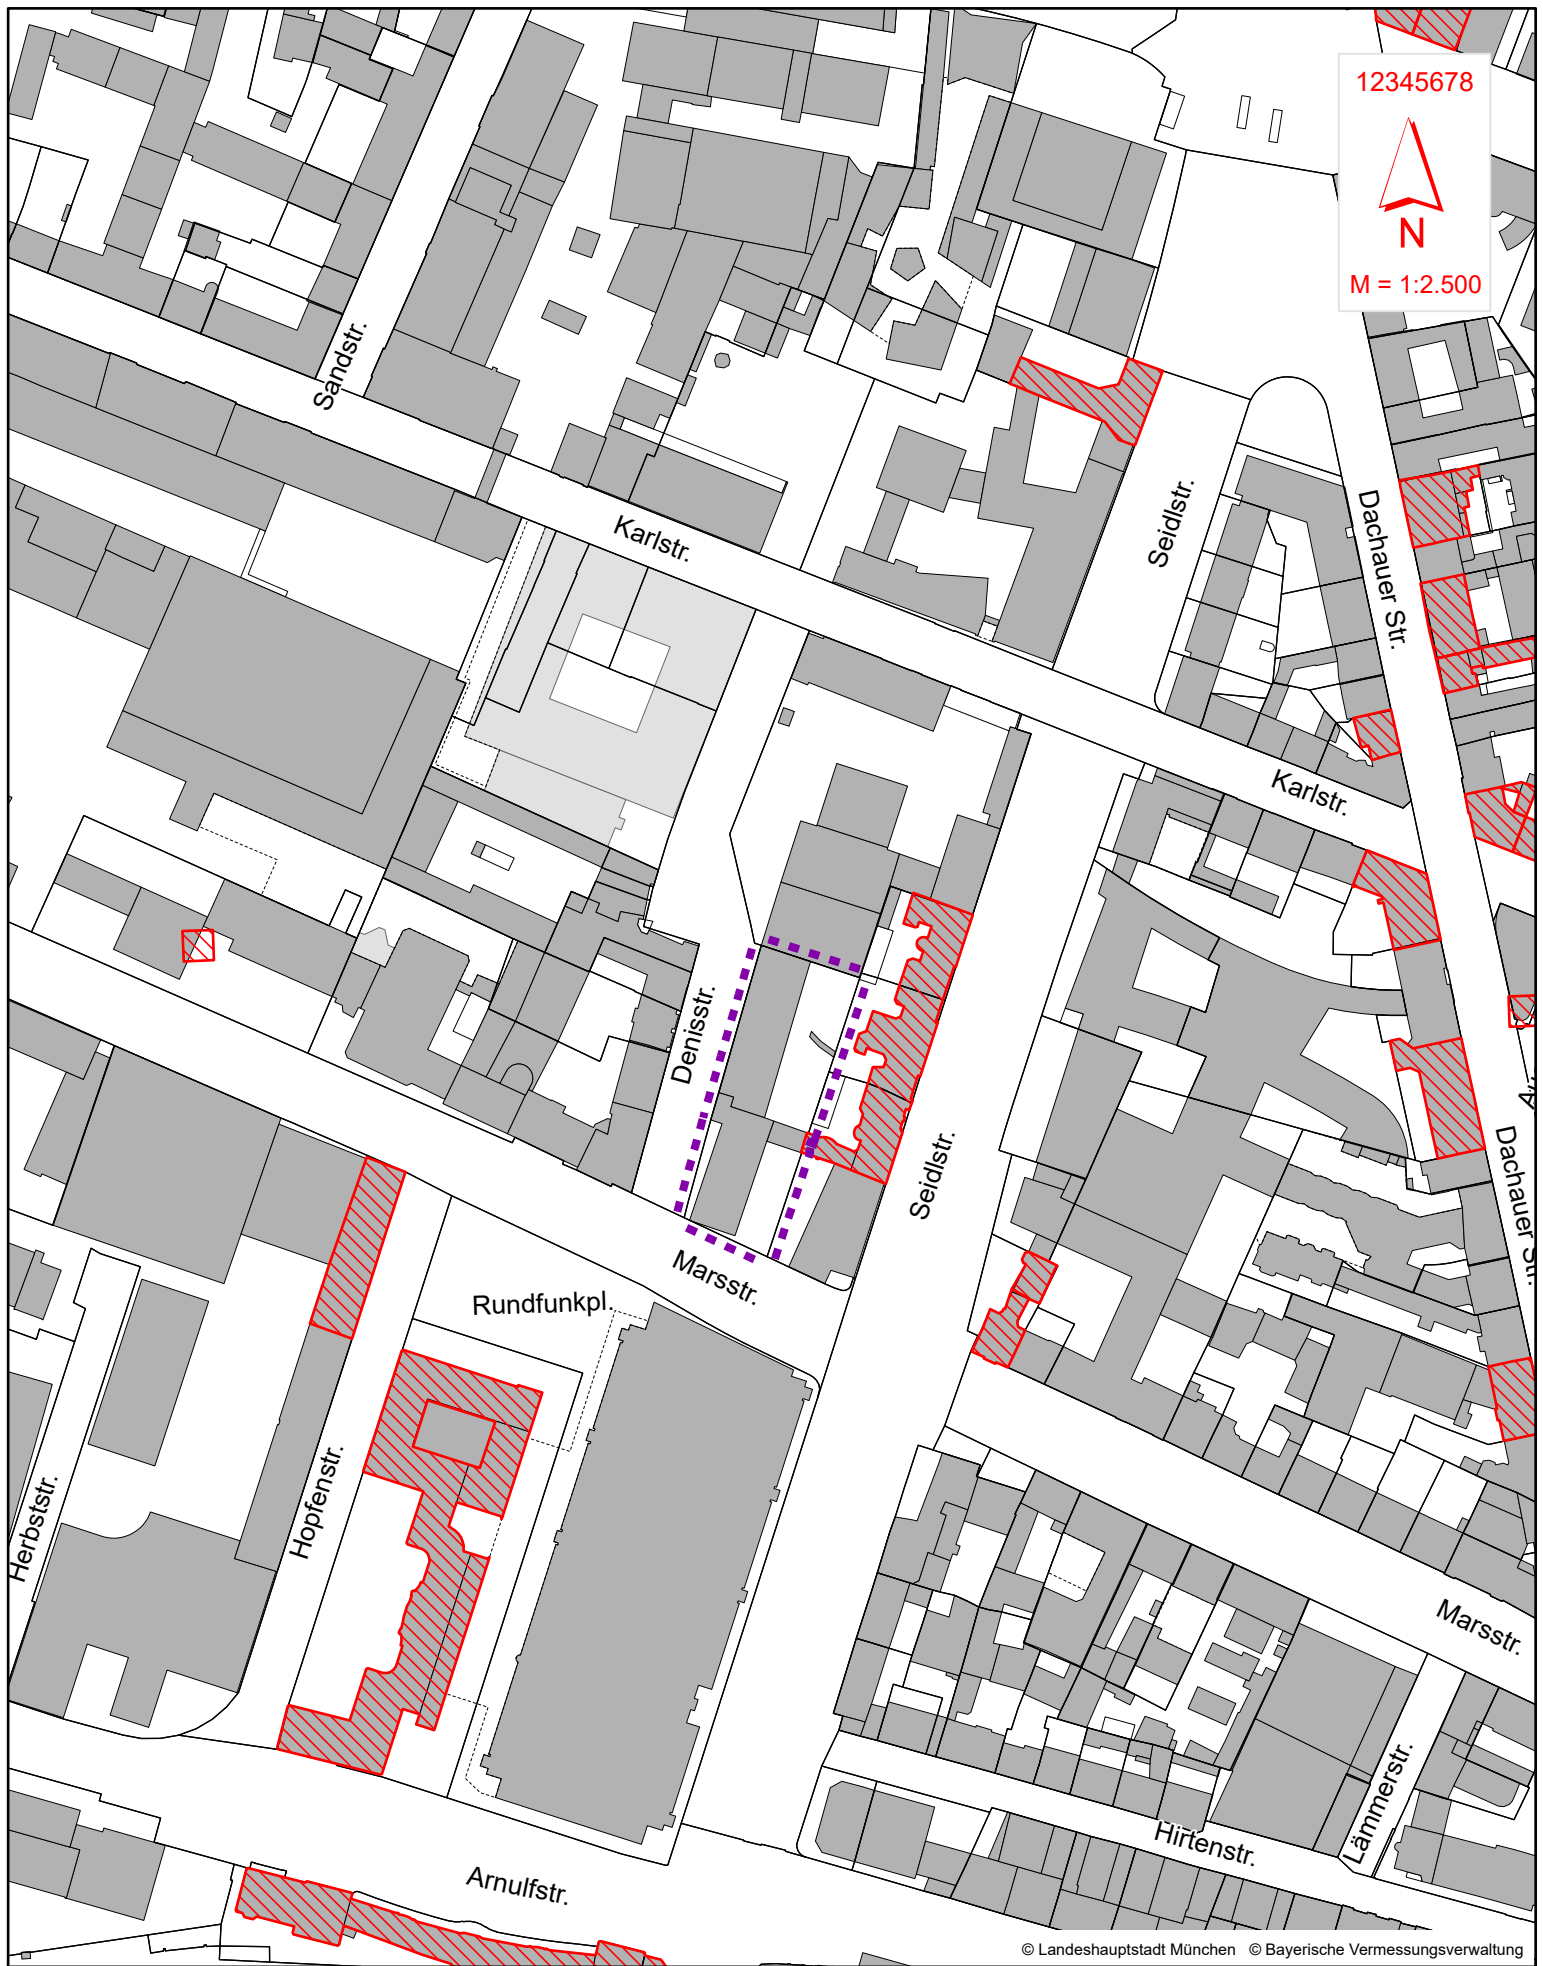 12345678
N
M = 1:2.500
Sandstr.
Karlstr.
Seidlstr.
Dachauer Str.
Karlstr.
Denisstr.
Seidlstr.
Dachauer Str.
Marsstr.
Rundfunkpl.
Hopfenstr.
Herbststr.
Marsstr.
Lämmerstr.
Hirtenstr.
Arnulfstr.
© Landeshauptstadt München © Bayerische Vermessungsverwaltung